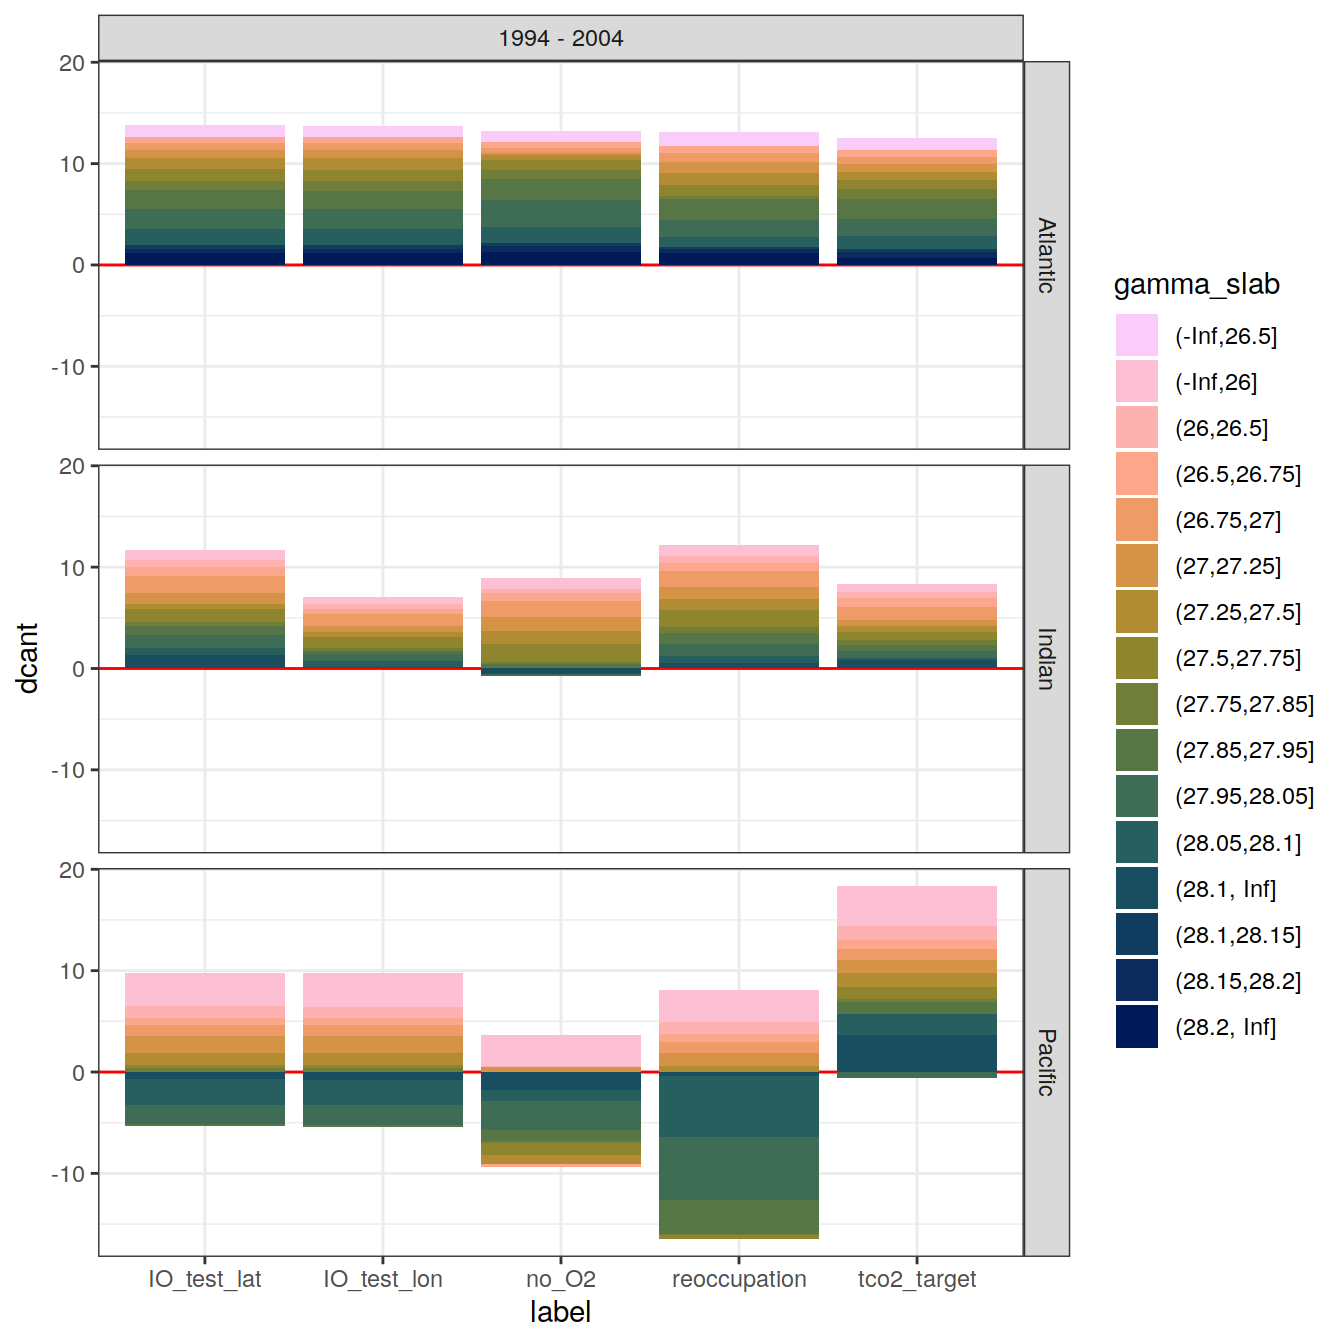 1994 - 2004
20
10
0
-10
Atlantic
20
10
0
-10
Indian
20
10
0
-10
Pacific
dcant
IO_test_lat IO_test_lon no_O2 reoccupation tco2_target
label
gamma_slab
(-Inf,26.5]
(-Inf,26]
(26,26.5]
(26.5,26.75]
(26.75,27]
(27,27.25]
(27.25,27.5]
(27.5,27.75]
(27.75,27.85]
(27.85,27.95]
(27.95,28.05]
(28.05,28.1]
(28.1, Inf]
(28.1,28.15]
(28.15,28.2]
(28.2, Inf]